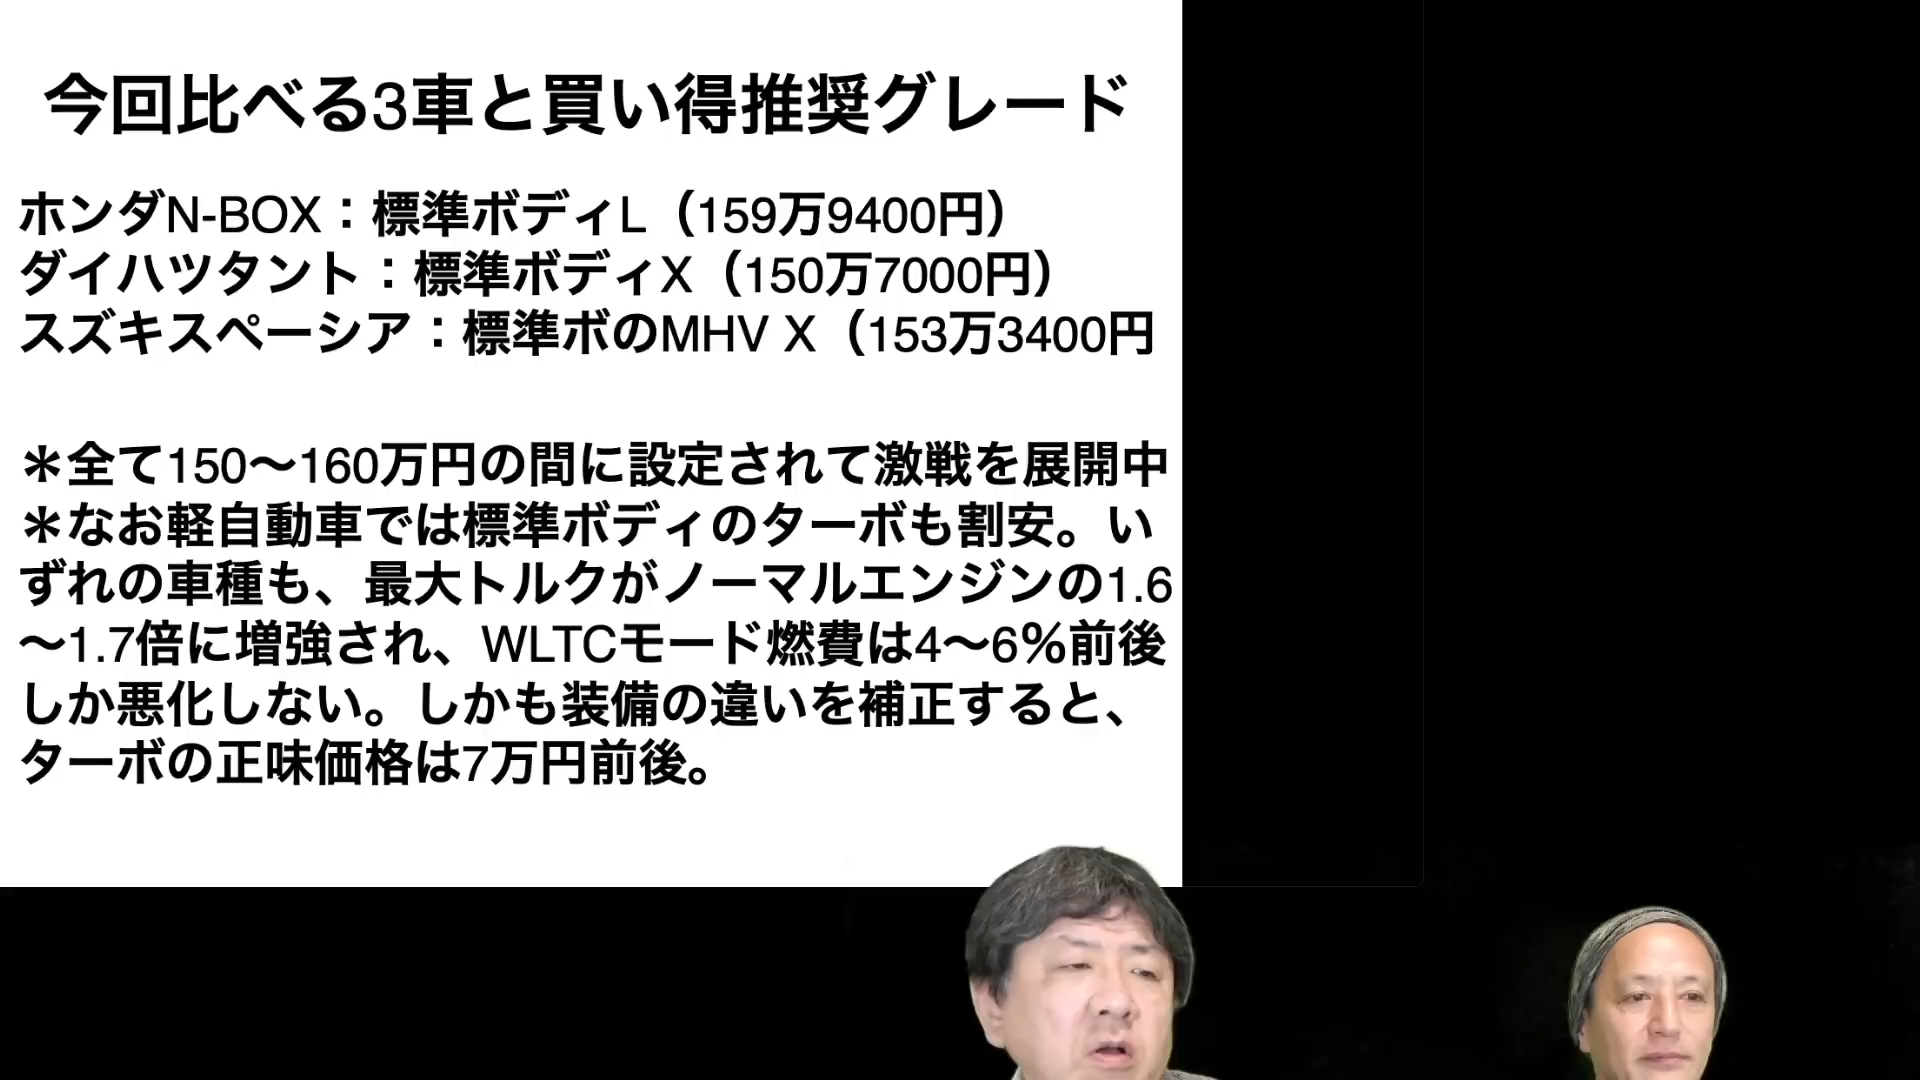 今回比べる3車と買い得推奨グレード
ホンダN-BOX：標準ボディL（159万9400円）
ダイハツタント：標準ボディX（150万7000円）
スズキスペーシア：標準ボのMHV X（153万3400円
＊全て150〜160万円の間に設定されて激戦を展開中
＊なお軽自動車では標準ボディのターボも割安。い
ずれの車種も、最大トルクがノーマルエンジンの1.6
〜1.7倍に増強され、WLTCモード燃費は4〜6%前後
しか悪化しない。しかも装備の違いを補正すると、
ターボの正味価格は7万円前後。